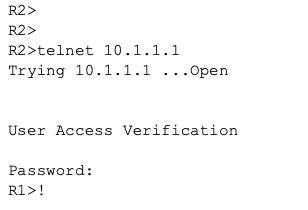 R2>
R2>
R2>telnet 10.1.1.1
Trying 10.1.1.1 ...Open
User Access Verification
Password:
R1>!